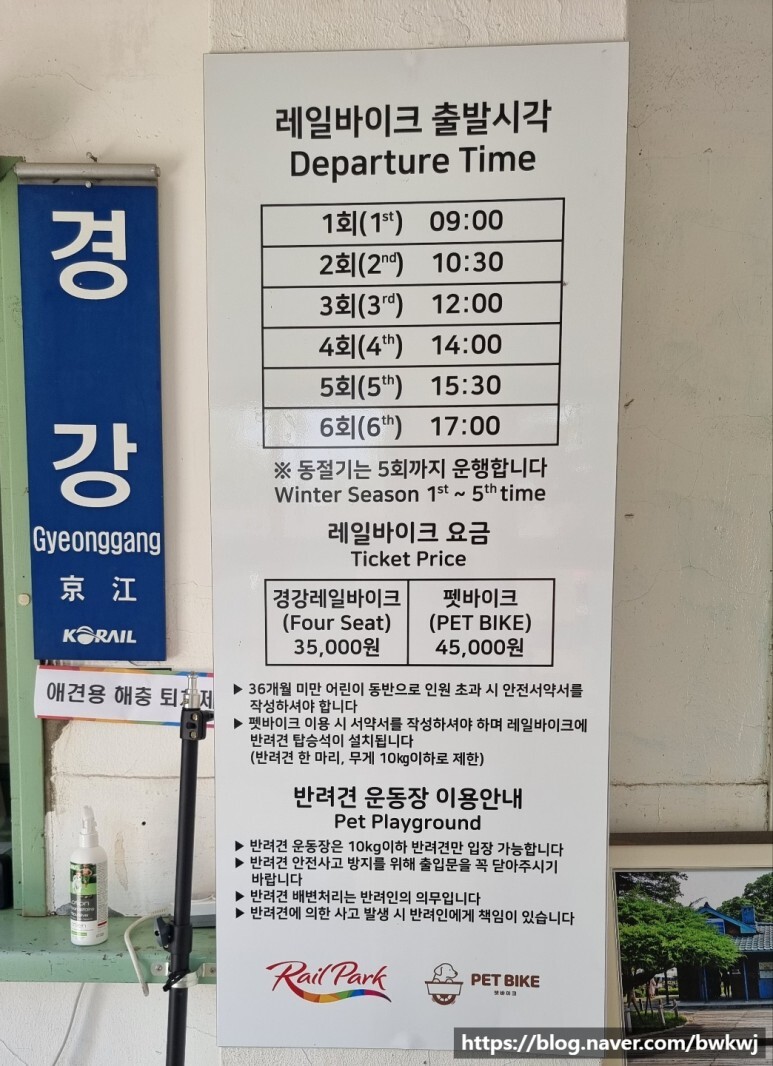 경
강
Gyeonggang
京 江
KORAIL
애견용 해충 퇴치제
레일바이크 출발시각
Departure Time
1회(1st) 09:00
2회(2nd) 10:30
3회(3rd) 12:00
4회(4th) 14:00
5회(5th) 15:30
6회(6th) 17:00
※ 동절기는 5회까지 운행합니다
Winter Season 1st ~ 5th time
레일바이크 요금
Ticket Price
경강레일바이크 펫바이크
(Four Seat) (PET BIKE)
35,000원 45,000원
▶ 36개월 미만 어린이 동반으로 인원 초과 시 안전서약서를
작성하셔야 합니다
▶ 펫바이크 이용 시 서약서를 작성하셔야 하며 레일바이크에
반려견 탑승석이 설치됩니다
(반려견 한 마리, 무게 10kg이하로 제한)
반려견 운동장 이용안내
Pet Playground
▶ 반려견 운동장은 10kg이하 반려견만 입장 가능합니다
▶ 반려견 안전사고 방지를 위해 출입문을 꼭 닫아주시기
바랍니다
▶ 반려견 배변처리는 반려인의 의무입니다
▶ 반려견에 의한 사고 발생 시 반려인에게 책임이 있습니다
Rail Park
PET BIKE
펫바이크
https://blog.naver.com/bwkwj